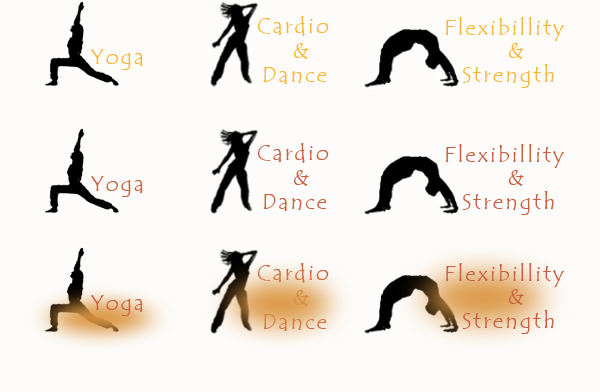 Yoga
Cardio
&
Dance
Flexibillity
&
Strength
Yoga
Cardio
&
Dance
Flexibillity
&
Strength
Yoga
Cardio
&
Dance
Flexibillity
&
Strength